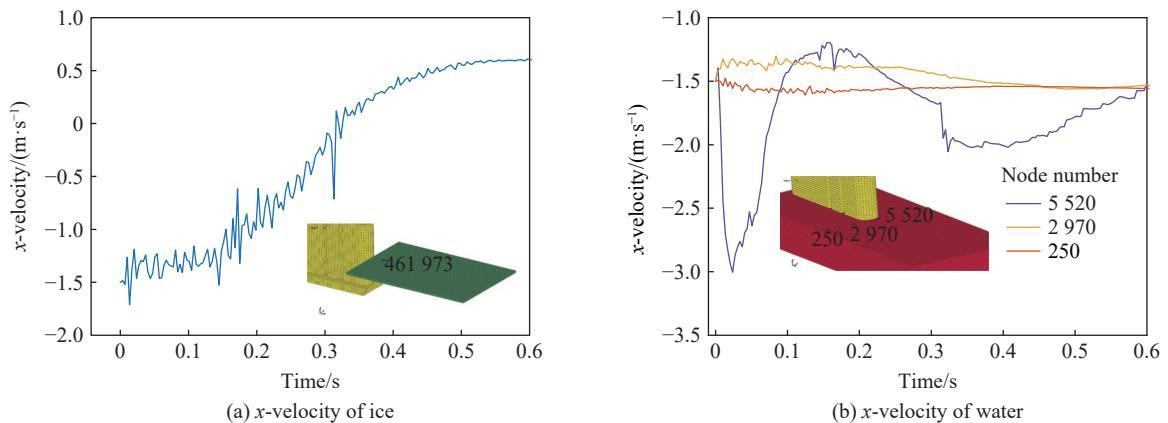 1.0
0.5
0
−0.5
−1.0
−1.5
−2.0
x-velocity/(m·s⁻¹)
461 973
0 0.1 0.2 0.3 0.4 0.5 0.6
Time/s
(a) x-velocity of ice
−1.0
−1.5
−2.0
−2.5
−3.0
−3.5
x-velocity/(m·s⁻¹)
Node number
5 520
2 970
250
5 520
2 970
250
0 0.1 0.2 0.3 0.4 0.5 0.6
Time/s
(b) x-velocity of water